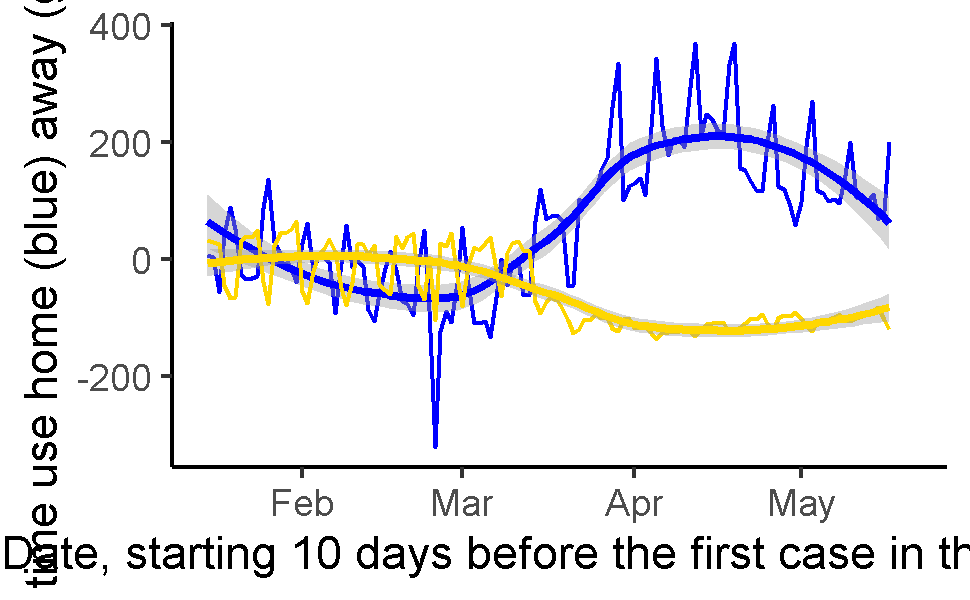 time use home (blue) away (
400
200
0
-200
Feb Mar Apr May
Date, starting 10 days before the first case in th